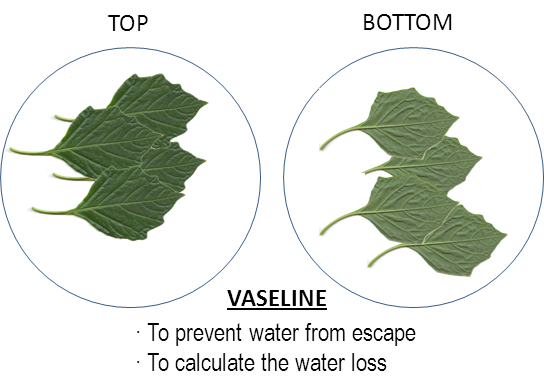 TOP
BOTTOM
VASELINE
· To prevent water from escape
· To calculate the water loss